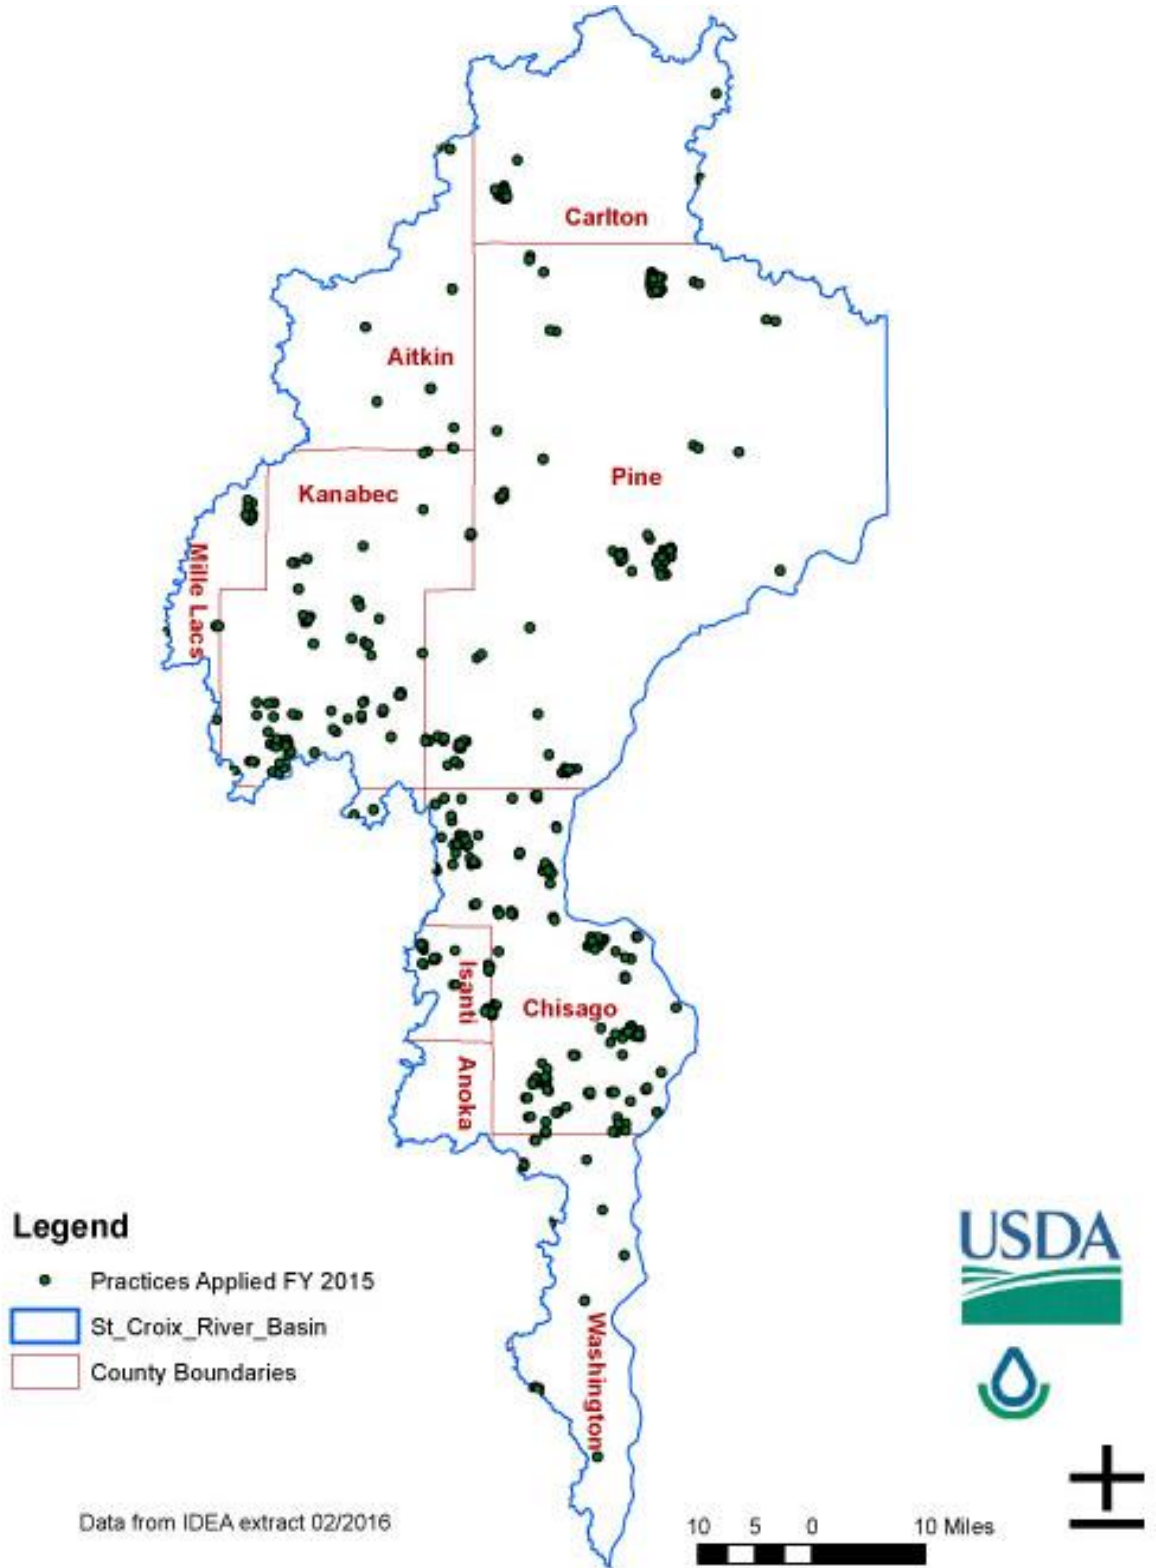 Carlton
Aitkin
Pine
Kanabec
Mille Lacs
Isanti
Chisago
Anoka
Washington
Legend
Practices Applied FY 2015
St_Croix_River_Basin
County Boundaries
USDA
Data from IDEA extract 02/2016
10 5 0 10 Miles